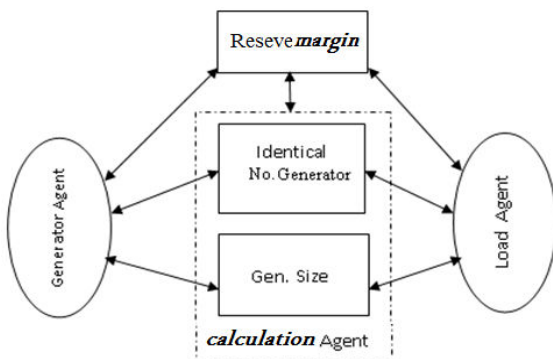 Reseve margin
Identical
No. Generator
Generator Agent
Load Agent
Gen. Size
calculation Agent